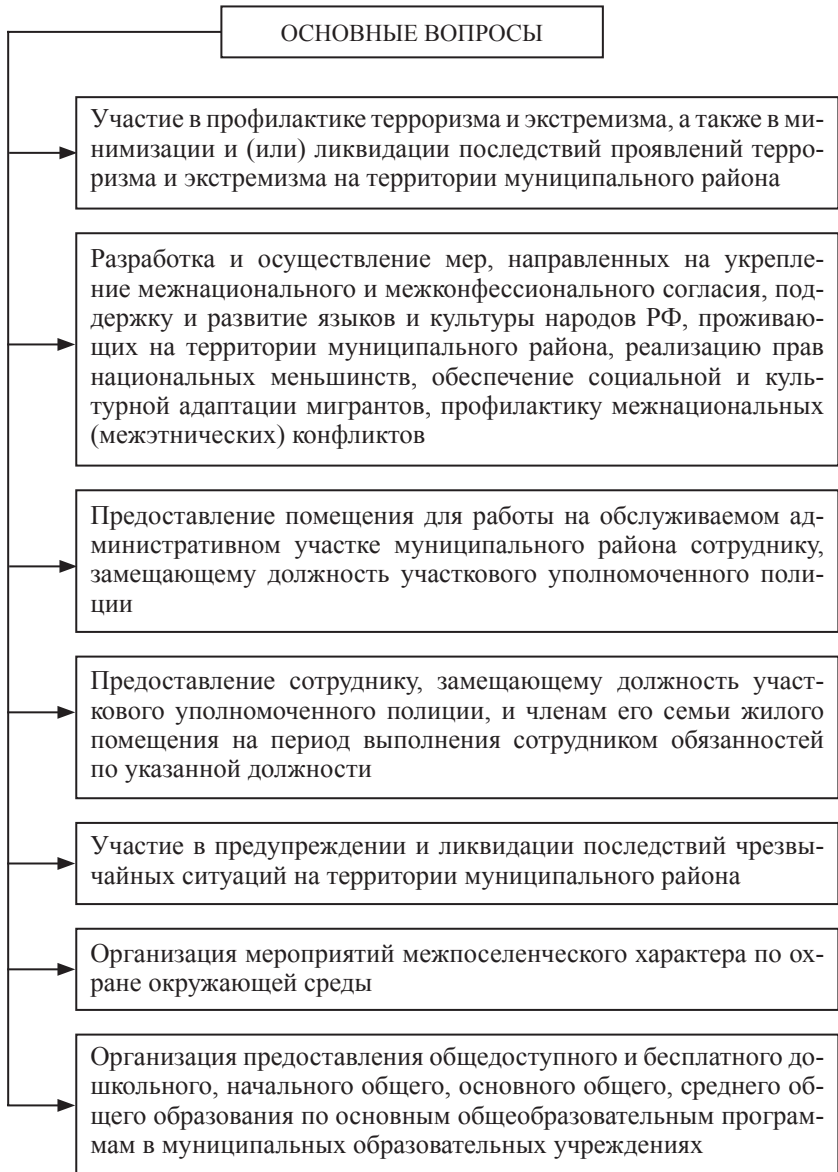 ОСНОВНЫЕ ВОПРОСЫ
Участие в профилактике терроризма и экстремизма, а также в ми-
нимизации и (или) ликвидации последствий проявлений терро-
ризма и экстремизма на территории муниципального района
Разработка и осуществление мер, направленных на укрепле-
ние межнационального и межконфессионального согласия, под-
держку и развитие языков и культуры народов РФ, проживаю-
щих на территории муниципального района, реализацию прав
национальных меньшинств, обеспечение социальной и куль-
турной адаптации мигрантов, профилактику межнациональных
(межэтнических) конфликтов
Предоставление помещения для работы на обслуживаемом ад-
министративном участке муниципального района сотруднику,
замещающему должность участкового уполномоченного поли-
ции
Предоставление сотруднику, замещающему должность участ-
кового уполномоченного полиции, и членам его семьи жилого
помещения на период выполнения сотрудником обязанностей
по указанной должности
Участие в предупреждении и ликвидации последствий чрезвы-
чайных ситуаций на территории муниципального района
Организация мероприятий межпоселенческого характера по ох-
ране окружающей среды
Организация предоставления общедоступного и бесплатного до-
школьного, начального общего, основного общего, среднего об-
щего образования по основным общеобразовательным програм-
мам в муниципальных образовательных учреждениях